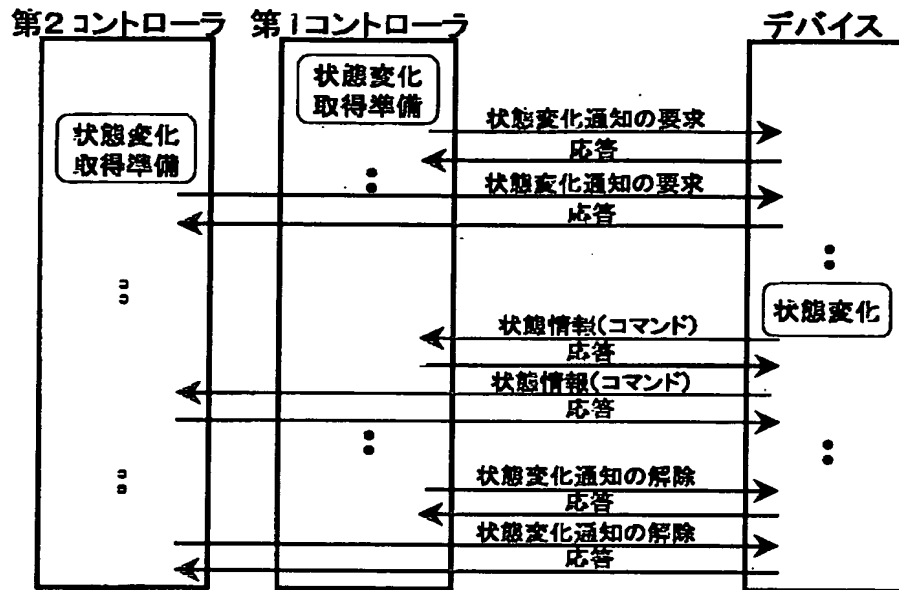 第2コントローラ
第1コントローラ
デバイス
状態変化
取得準備
状態変化
取得準備
状態変化通知の要求
応答
状態変化通知の要求
応答
状態変化
状態情報(コマンド)
応答
状態情報(コマンド)
応答
状態変化通知の解除
応答
状態変化通知の解除
応答